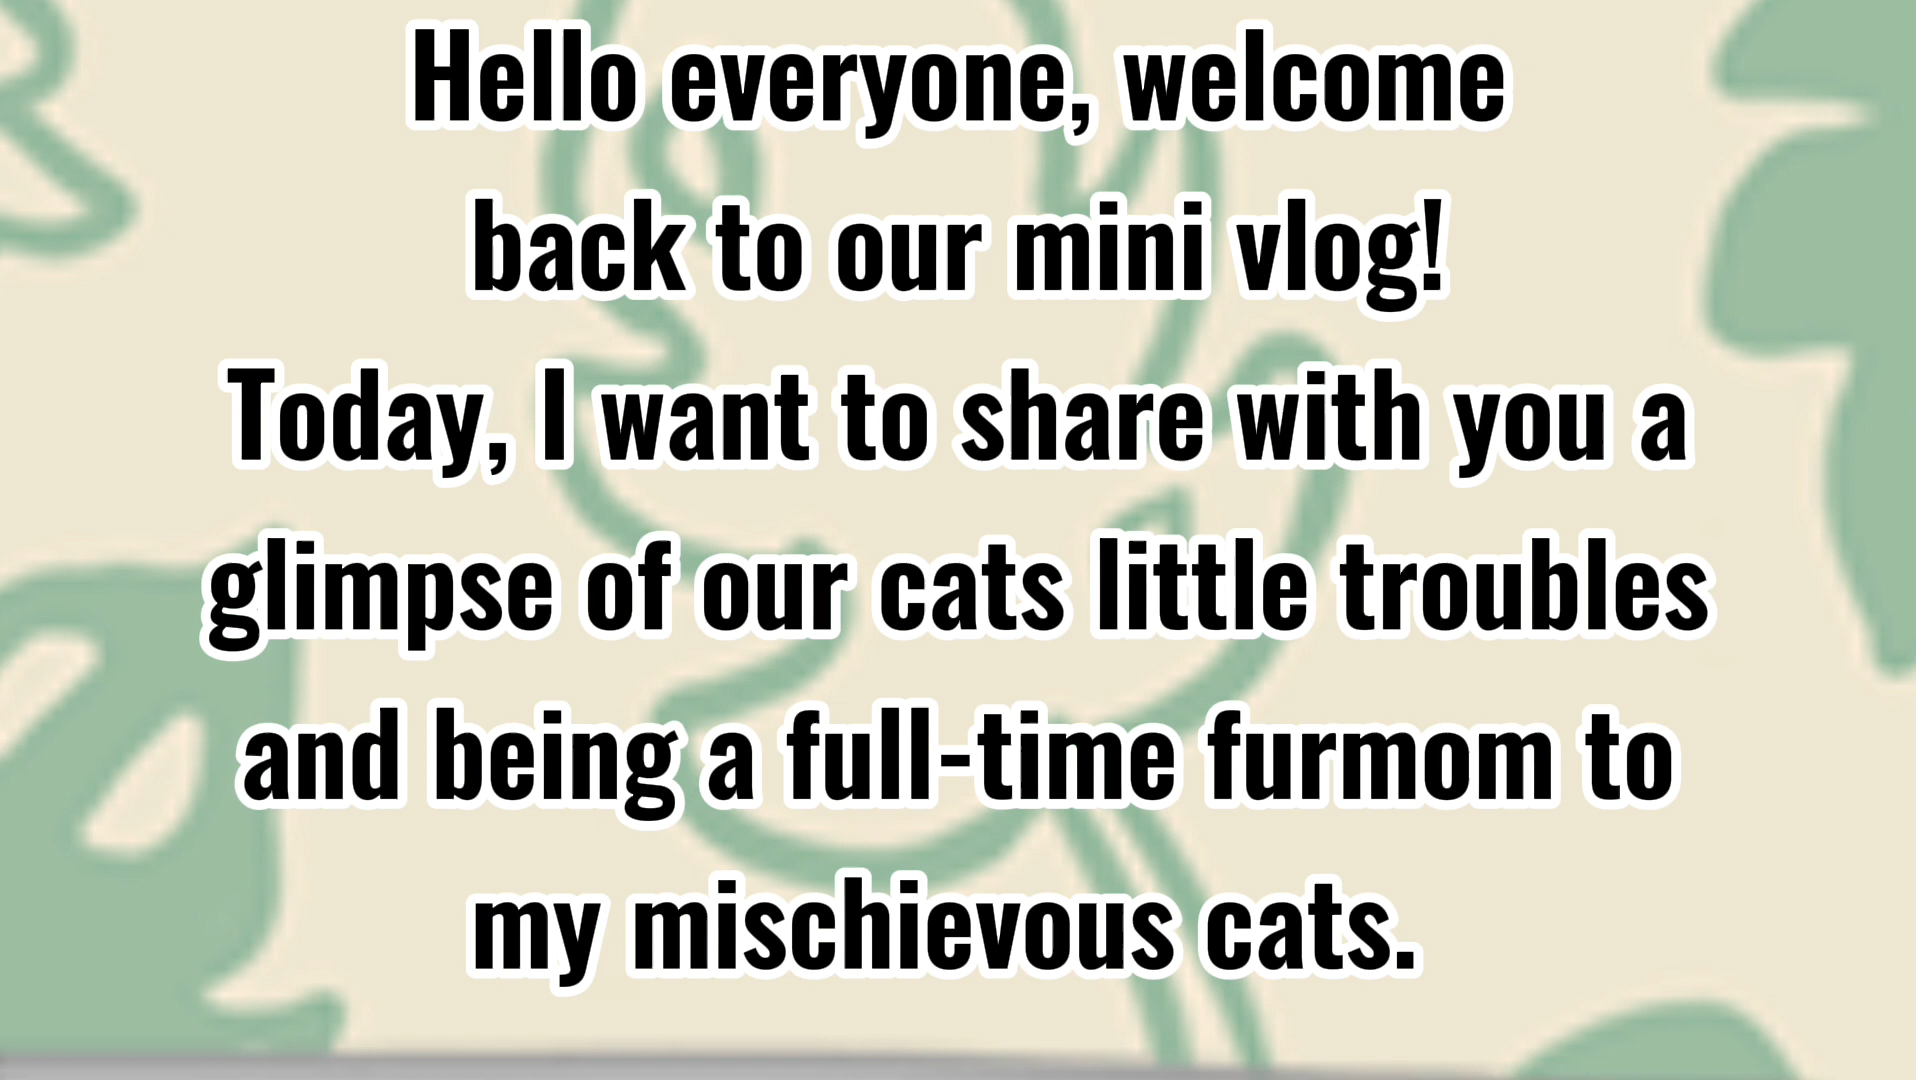 Hello everyone, welcome
back to our mini vlog!
Today, I want to share with you a
glimpse of our cats little troubles
and being a full-time furmom to
my mischievous cats.